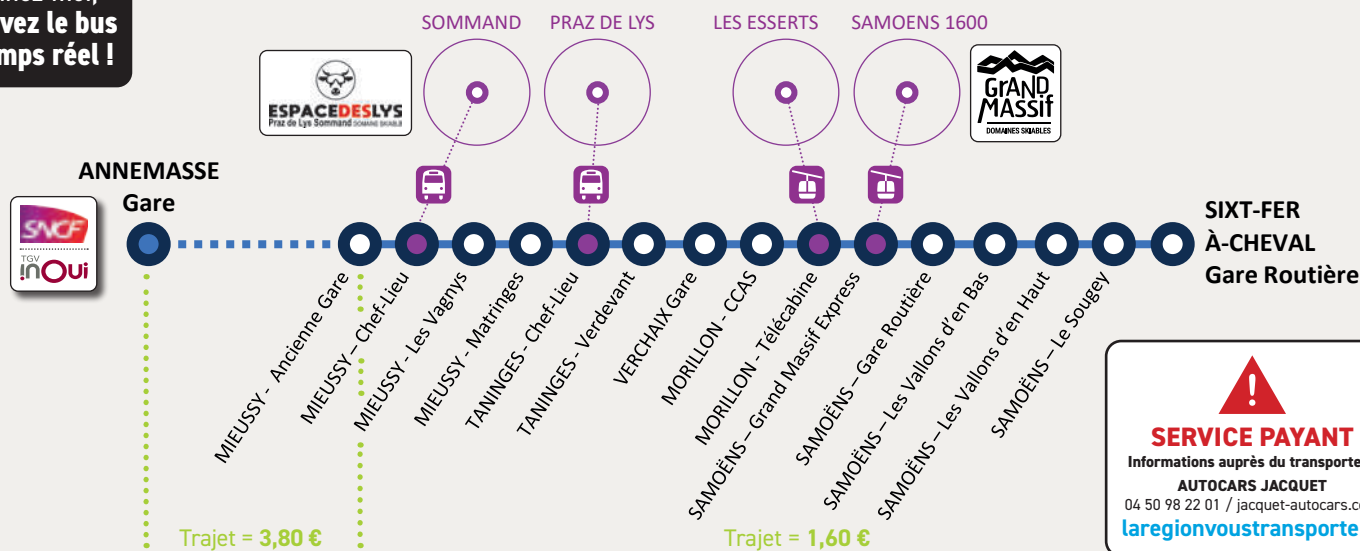 vez le bus
mps réel !
SOMMAND
PRAZ DE LYS
LES ESSERTS
SAMOENS 1600
ESPACEDESLYS
Praz de Lys Sommand DOMAINE SKIABLE
GRAND
MASSIF
DOMAINES SKIABLES
ANNEMASSE
Gare
SNCF
TGV
inOui
SIXT-FER
À-CHEVAL
Gare Routière
MIEUSSY - Ancienne Gare
MIEUSSY – Chef-Lieu
MIEUSSY - Les Vagnys
MIEUSSY - Matringes
TANINGES - Chef-Lieu
TANINGES - Verdevant
VERCHAIX Gare
MORILLON - CCAS
MORILLON - Télécabine
SAMOËNS – Grand Massif Express
SAMOËNS – Gare Routière
SAMOËNS – Les Vallons d'en Bas
SAMOËNS – Les Vallons d'en Haut
SAMOËNS – Le Sougey
!
SERVICE PAYANT
Informations auprès du transporte
AUTOCARS JACQUET
04 50 98 22 01 / jacquet-autocars.c
laregionvoustransporte
Trajet = 3,80 €
Trajet = 1,60 €